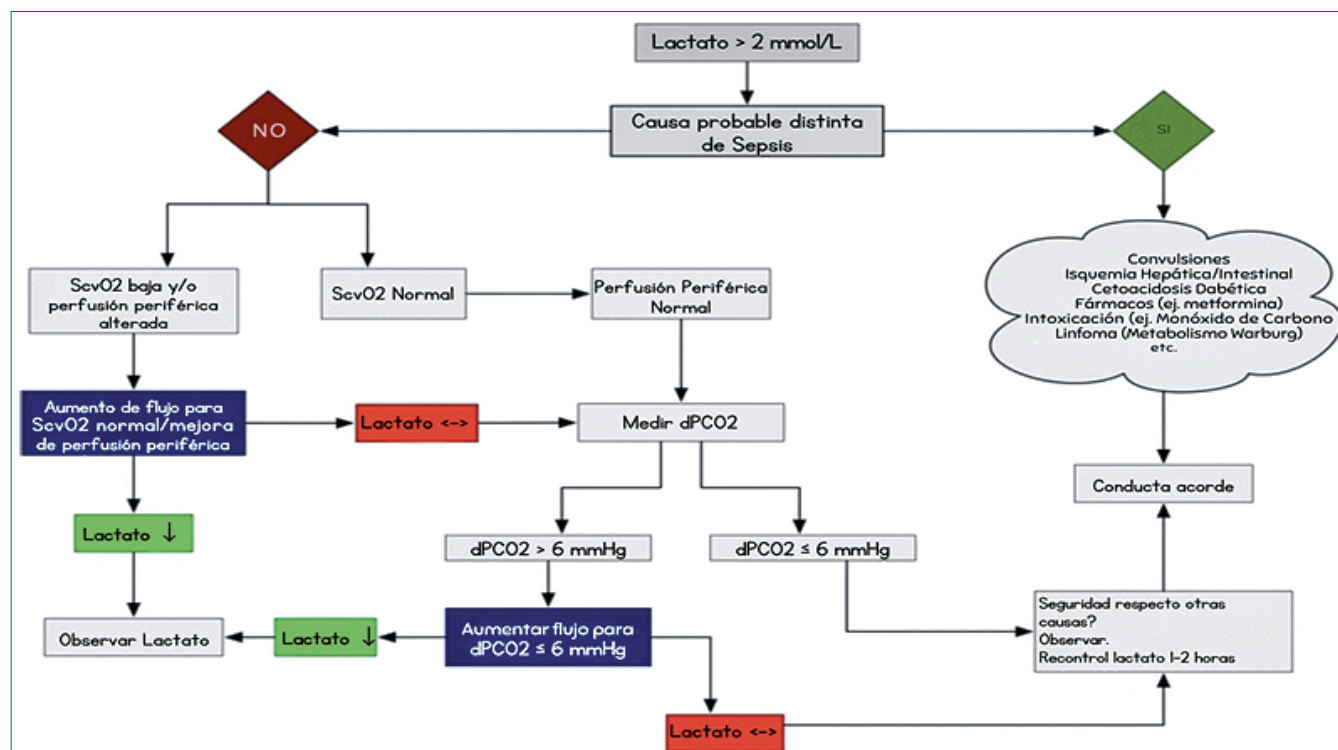 Lactato > 2 mmol/L
Causa probable distinta
de Sepsis
NO
SI
ScvO2 baja y/o
perfusión periférica
alterada
ScvO2 Normal
Perfusión Periférica
Normal
Convulsiones
Isquemia Hepática/Intestinal
Cetoacidosis Dabética
Fármacos (ej. metformina)
Intoxicación (ej. Monóxido de Carbono
Linfoma (Metabolismo Warburg)
etc.
Aumento de flujo para
ScvO2 normal/mejora
de perfusión periférica
Lactato <->
Medir dPCO2
Conducta acorde
Lactato ↓
dPCO2 > 6 mmHg
dPCO2 ≤ 6 mmHg
Observar Lactato
Lactato ↓
Aumentar flujo para
dPCO2 ≤ 6 mmHg
Seguridad respecto otras
causas?
Observar.
Recontrol lactato 1-2 horas
Lactato <->